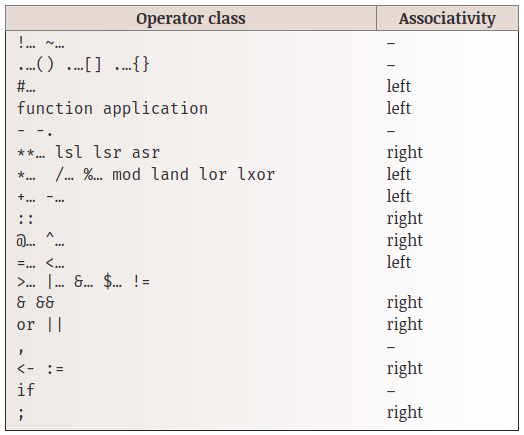 Operator class Associativity
!… ~… –
.…() .…[] .…{} –
#… left
function application left
- -. –
**… lsl lsr asr right
*… /… %… mod land lor lxor left
+… -… left
:: right
@… ^… right
=… <… left
>… |… &… $… !=
& && right
or || right
, –
<- := right
if –
; right